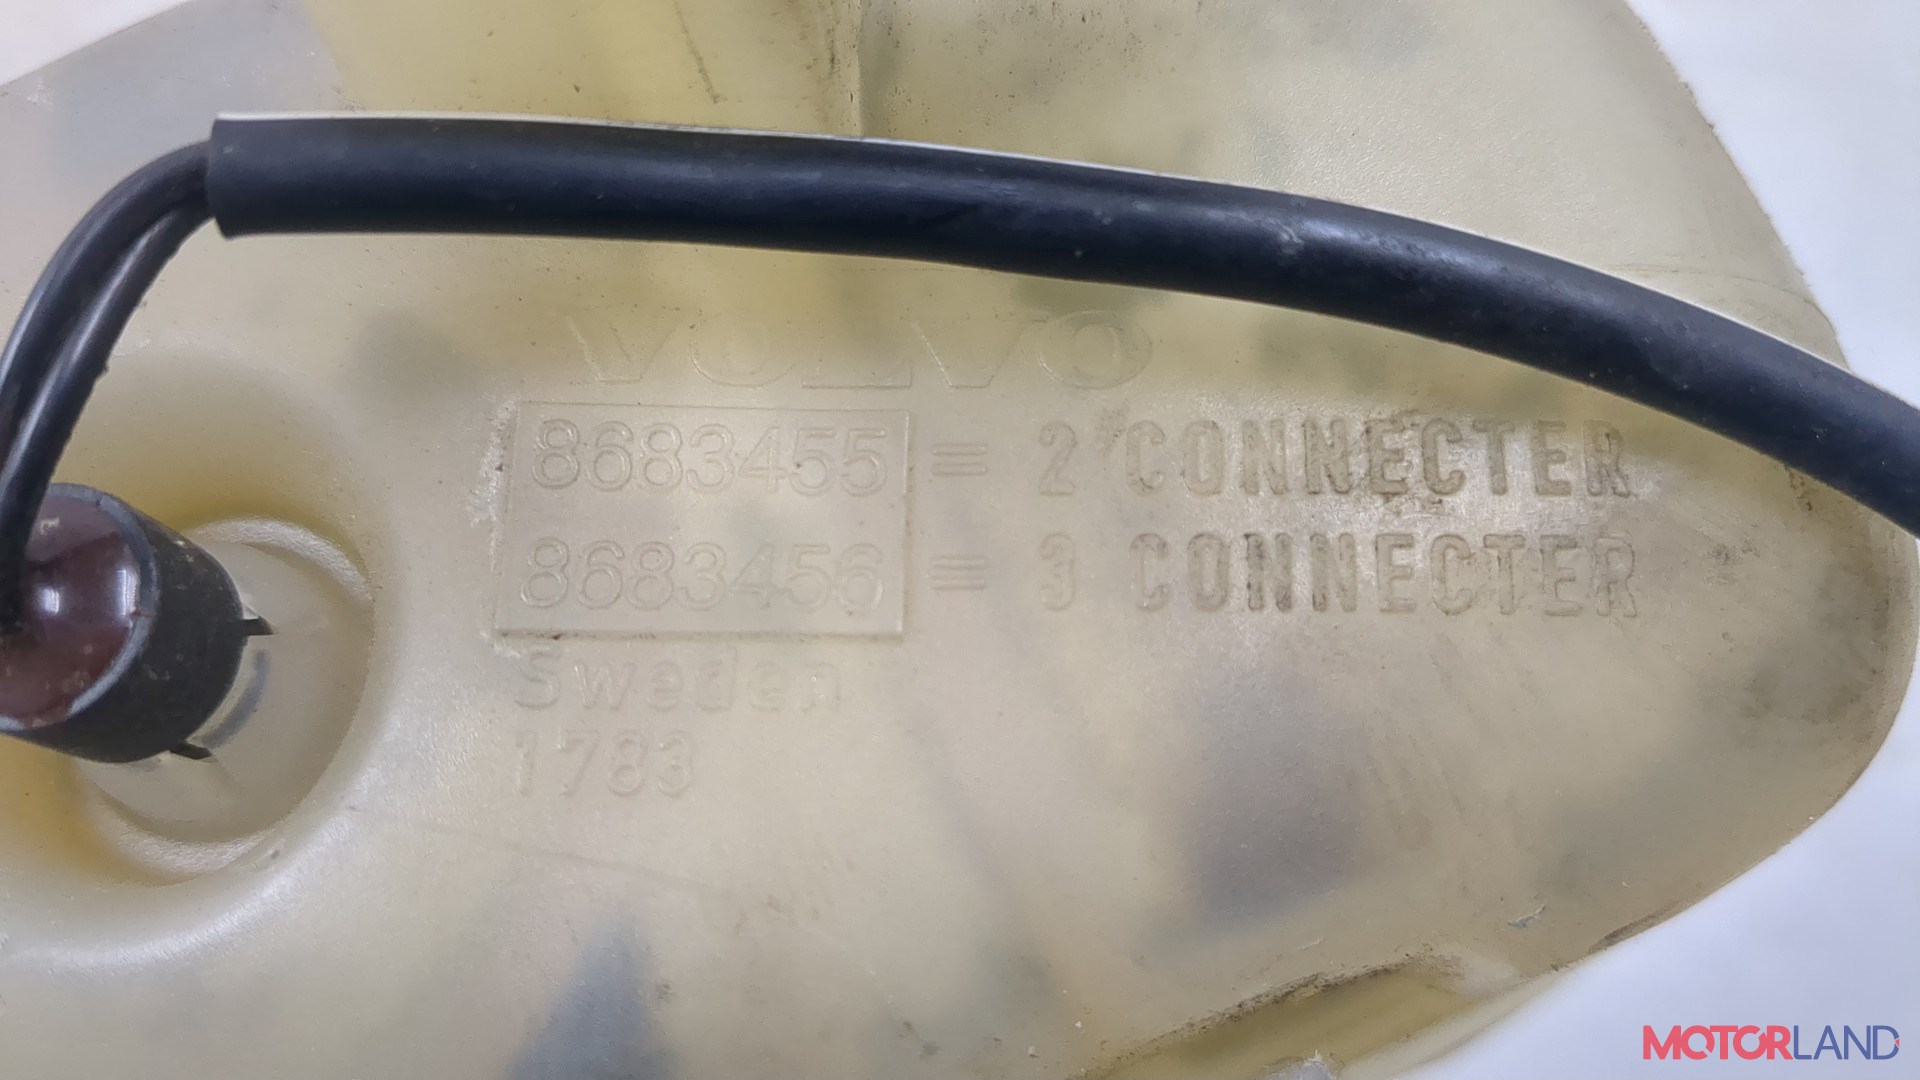 VOLVO
8683455 = 2 CONNECTER
8683456 = 3 CONNECTER
Sweden
1783
MOTORLAND